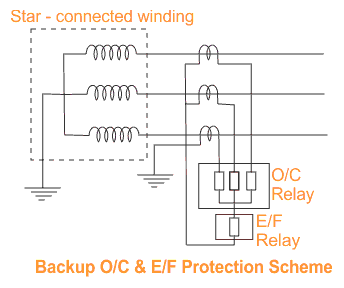 Star - connected winding
O/C
Relay
E/F
Relay
Backup O/C & E/F Protection Scheme